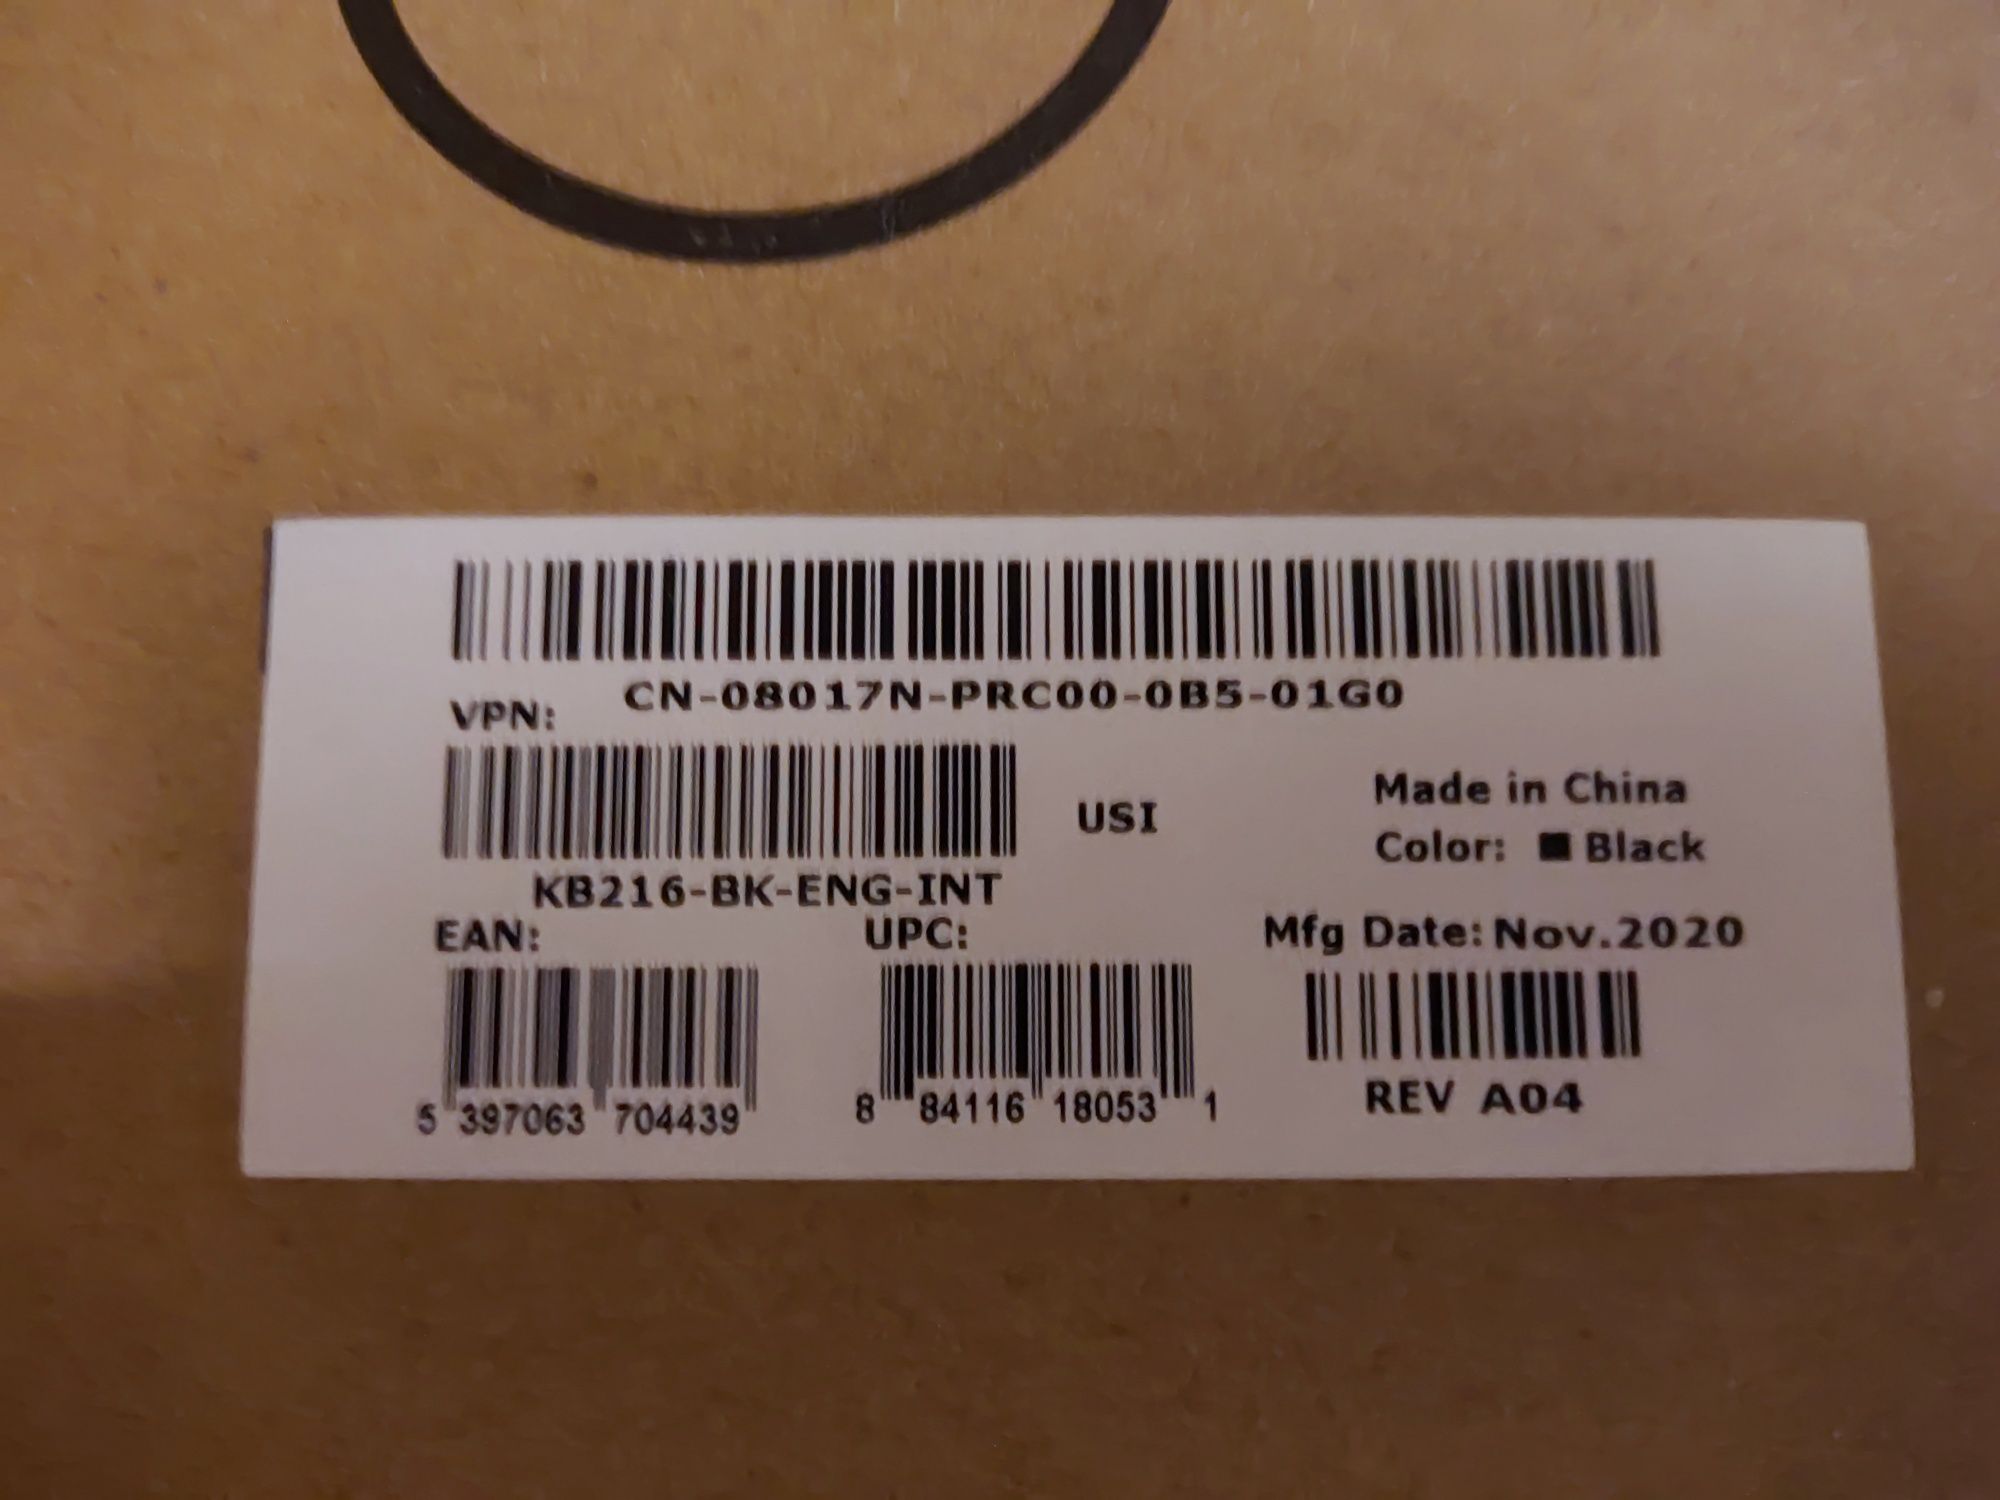 CN-08017N-PRC00-0B5-01G0
VPN:
USI
Made in China
Color: ■ Black
KB216-BK-ENG-INT
EAN:
UPC:
Mfg Date: Nov.2020
5 397063 704439
8 84116 18053 1
REV A04